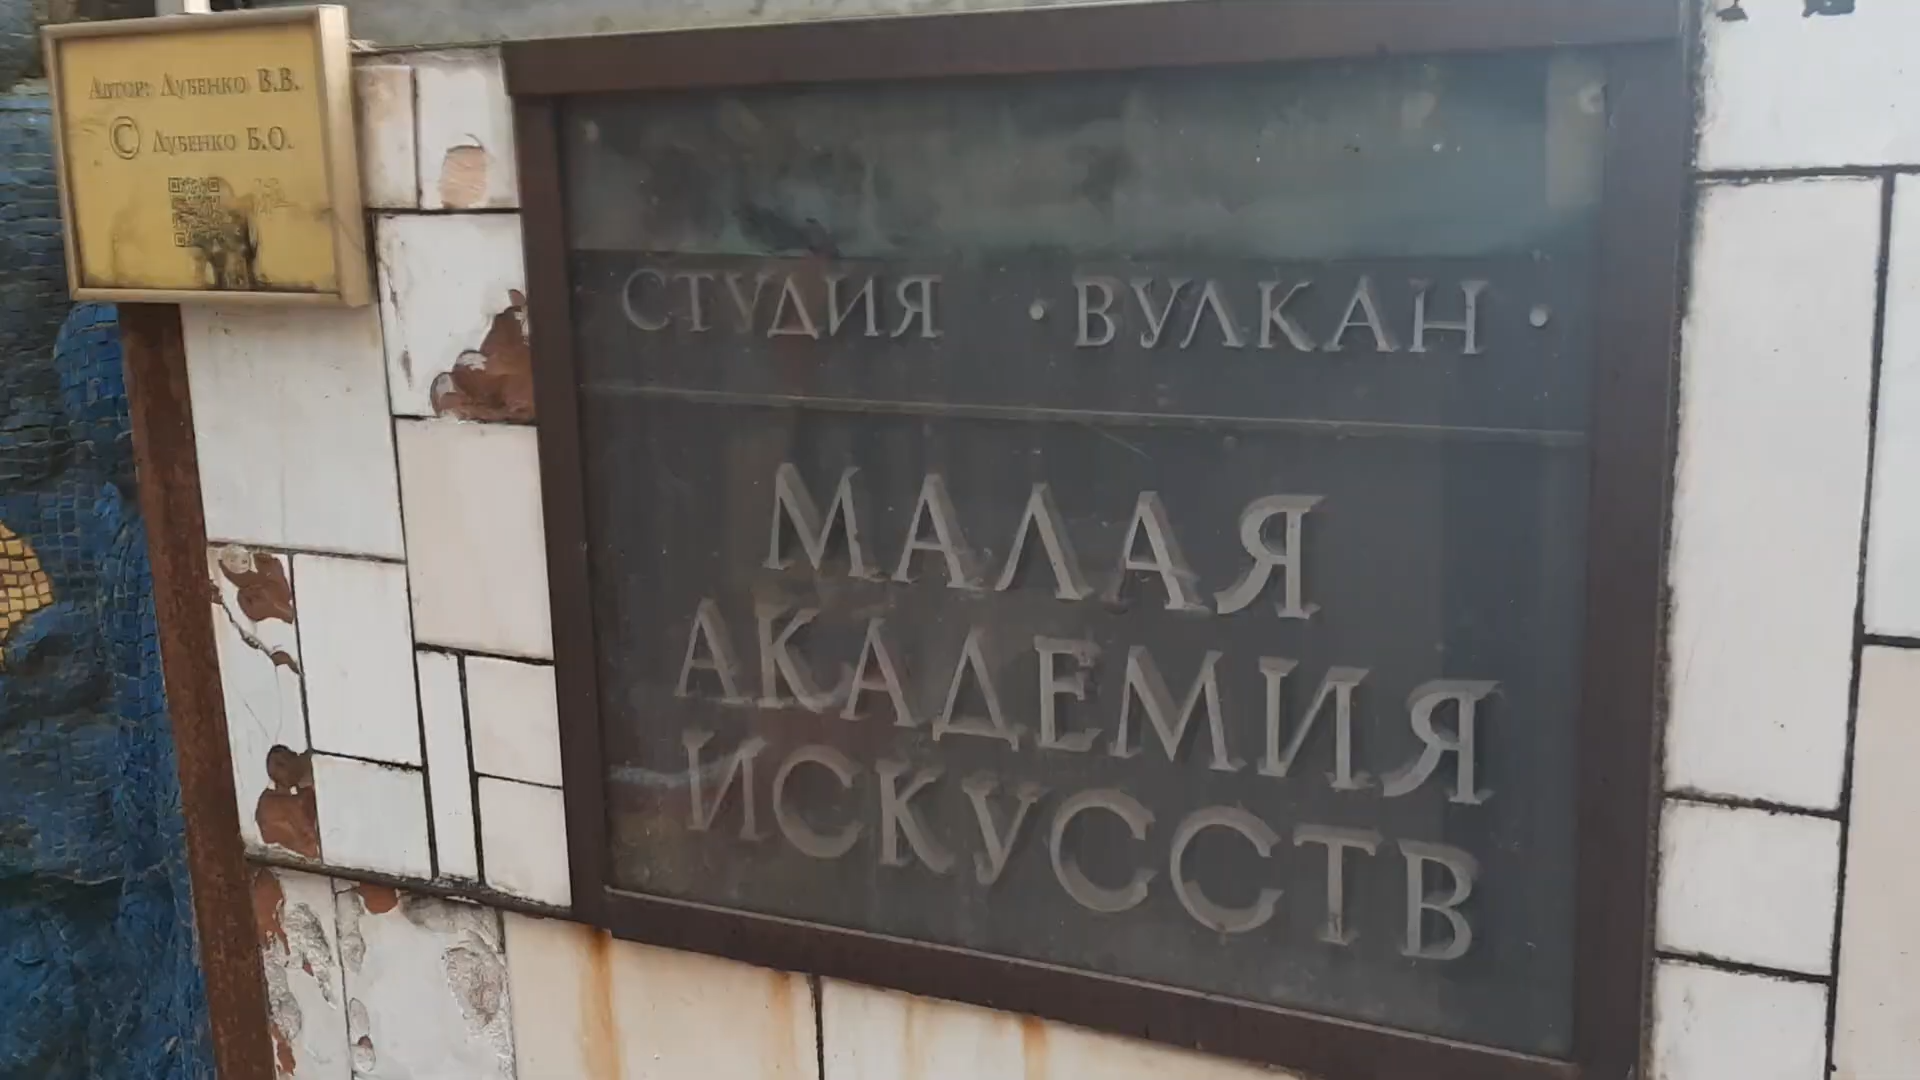 Автор: Лубенко В.В.
© Лубенко Б.О.
СТУДИЯ • ВУЛКАН •
МАЛАЯ
АКАДЕМИЯ
ИСКУССТВ